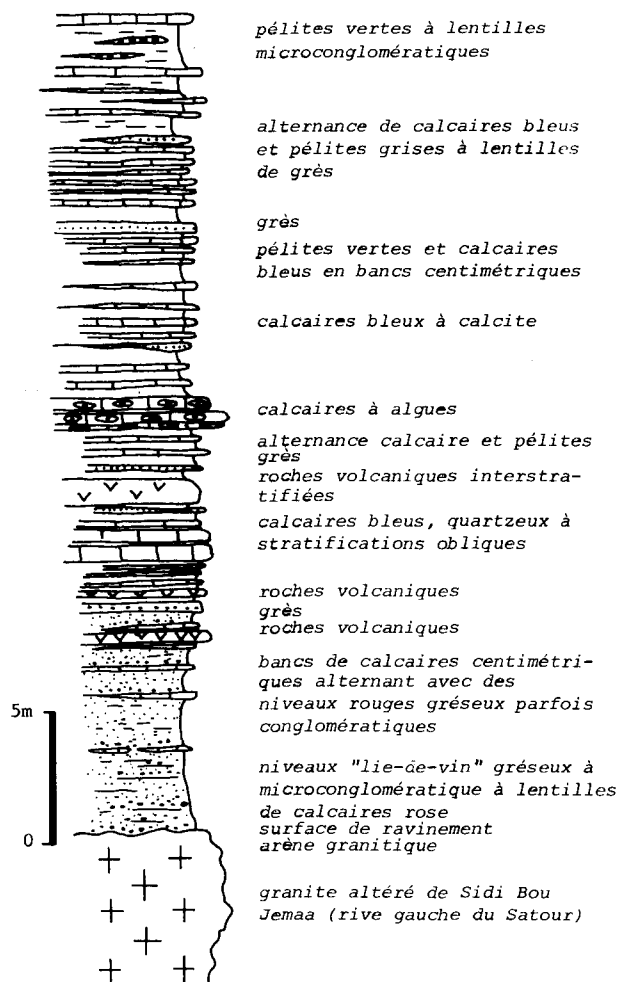 pélites vertes à lentilles
microconglomératiques
alternance de calcaires bleus
et pélites grises à lentilles
de grès
grès
pélites vertes et calcaires
bleus en bancs centimétriques
calcaires bleux à calcite
calcaires à algues
alternance calcaire et pélites
grès
roches volcaniques interstra-
tifiées
calcaires bleus, quartzeux à
stratifications obliques
roches volcaniques
grès
roches volcaniques
bancs de calcaires centimétri-
ques alternant avec des
niveaux rouges gréseux parfois
conglomératiques
5m
niveaux "lie-de-vin" gréseux à
microconglomératique à lentilles
de calcaires rose
surface de ravinement
0
arène granitique
granite altéré de Sidi Bou
Jemaa (rive gauche du Satour)